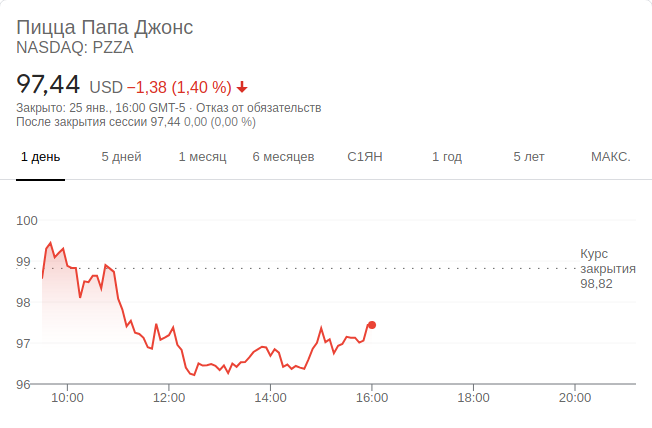 Пицца Папа Джонс
NASDAQ: PZZA
97,44 USD −1,38 (1,40 %)
Закрыто: 25 янв., 16:00 GMT-5 · Отказ от обязательств
После закрытия сессии 97,44 0,00 (0,00 %)
1 день 5 дней 1 месяц 6 месяцев С1ЯН 1 год 5 лет МАКС.
100
99
98
97
96
Курс
закрытия
98,82
10:00 12:00 14:00 16:00 18:00 20:00